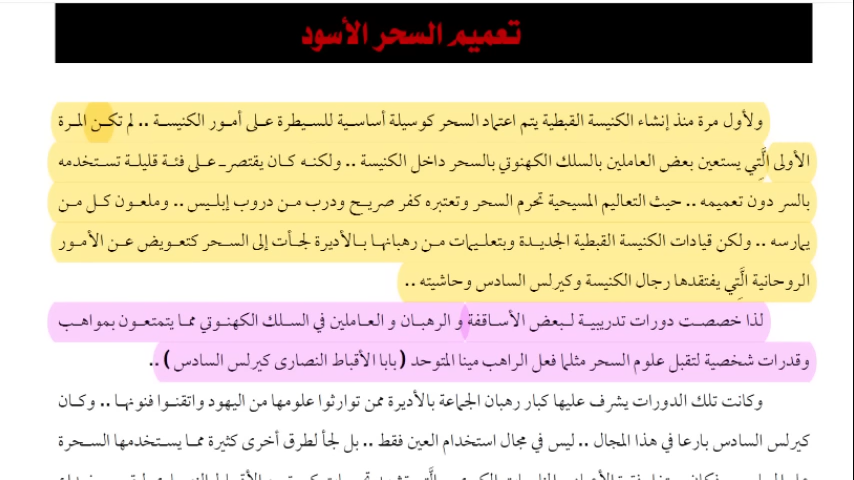 تعميم السحر الأسود
ولأول مرة منذ إنشاء الكنيسة القبطية يتم اعتماد السحر كوسيلة أساسية للسيطرة على أمور الكنيسة .. لم تكن المرة
الأولى الَّتي يستعين بعض العاملين بالسلك الكهنوتي بالسحر داخل الكنيسة .. ولكنه كان يقتصر على فئة قليلة تستخدمه
بالسر دون تعميمه .. حيث التعاليم المسيحية تحرم السحر وتعتبره كفر صريح ودرب من دروب إبليس .. وملعون كل من
يمارسه .. ولكن قيادات الكنيسة القبطية الجديدة وبتعليمات من رهبانها بالأديرة لجأت إلى السحر كتعويض عن الأمور
الروحانية الَّتي يفتقدها رجال الكنيسة وكيرلس السادس وحاشيته ..
لذا خصصت دورات تدريبية لبعض الأساقفة و الرهبان و العاملين في السلك الكهنوتي مما يتمتعون بمواهب
وقدرات شخصية لتقبل علوم السحر مثلما فعل الراهب مينا المتوحد ( بابا الأقباط النصارى كيرلس السادس ) ..
وكانت تلك الدورات يشرف عليها كبار رهبان الجماعة بالأديرة ممن توارثوا علومها من اليهود واتقنوا فنونها .. وكان
كيرلس السادس بارعا في هذا المجال .. ليس في مجال استخدام العين فقط .. بل لجأ لطرق أخرى كثيرة مما يستخدمها السحرة